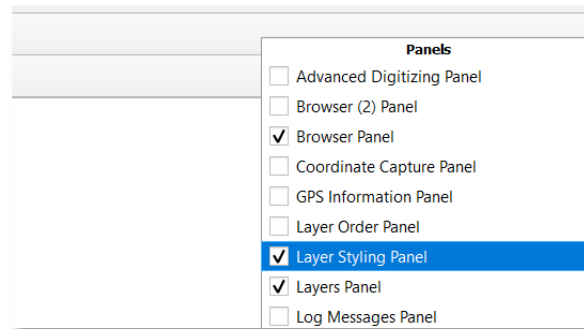 Panels
Advanced Digitizing Panel
Browser (2) Panel
Browser Panel
Coordinate Capture Panel
GPS Information Panel
Layer Order Panel
Layer Styling Panel
Layers Panel
Log Messages Panel